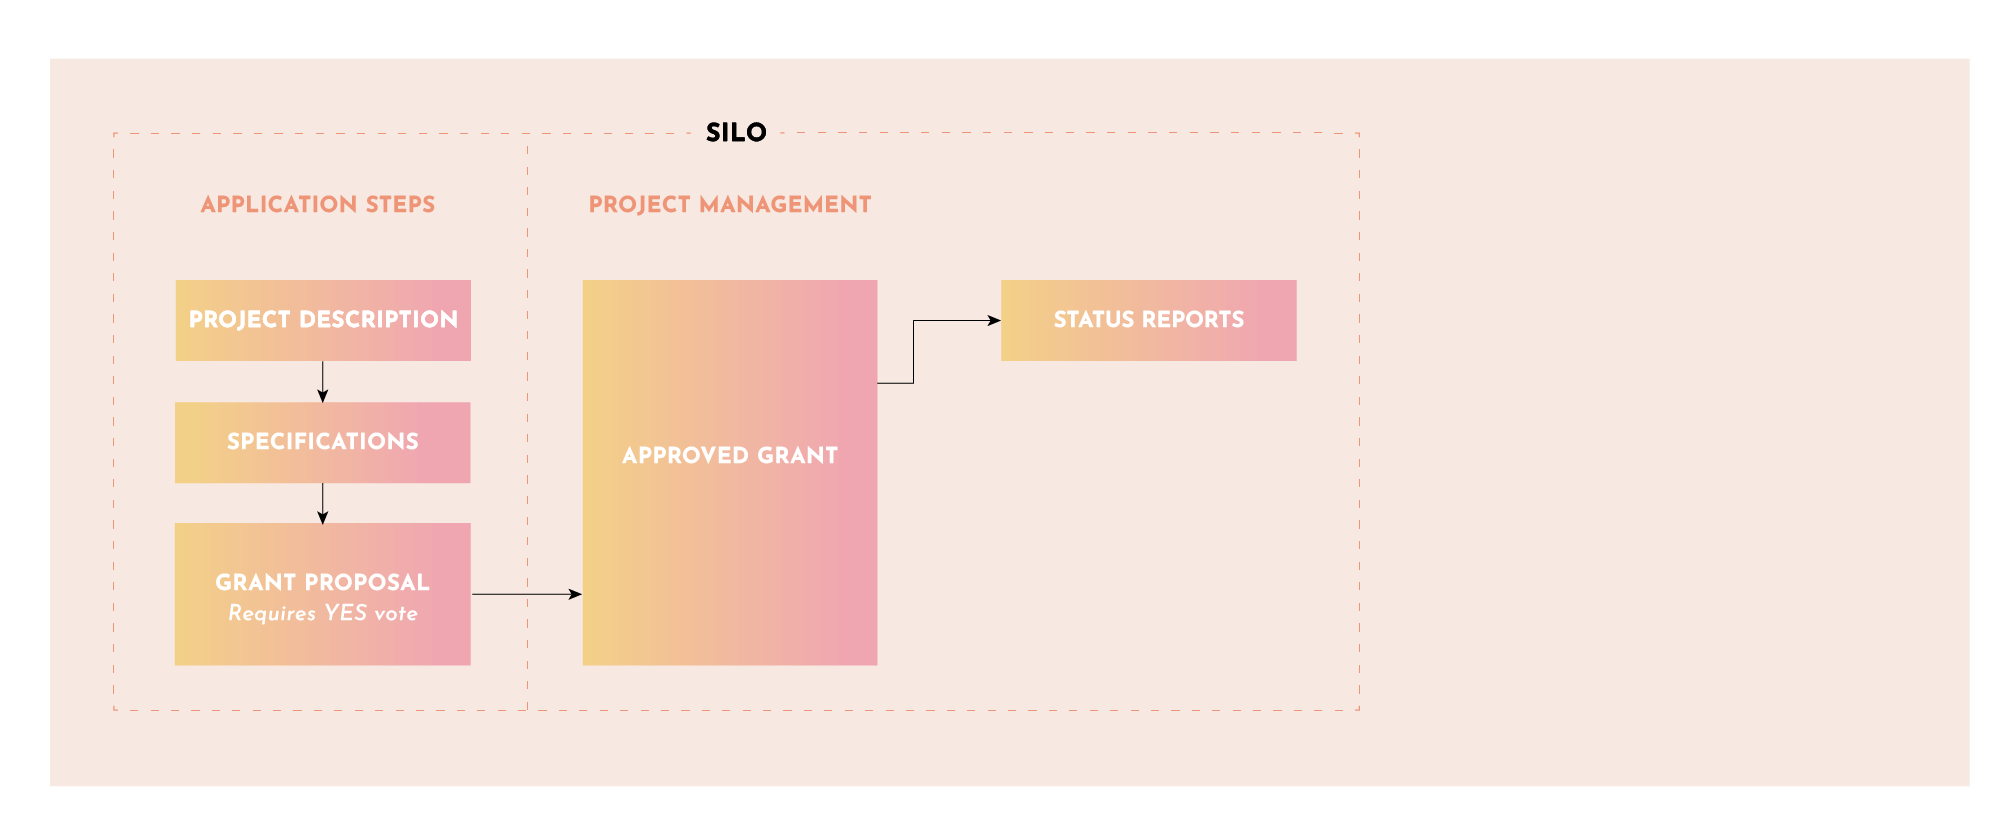 SILO
APPLICATION STEPS
PROJECT DESCRIPTION
SPECIFICATIONS
GRANT PROPOSAL
Requires YES vote
PROJECT MANAGEMENT
APPROVED GRANT
STATUS REPORTS